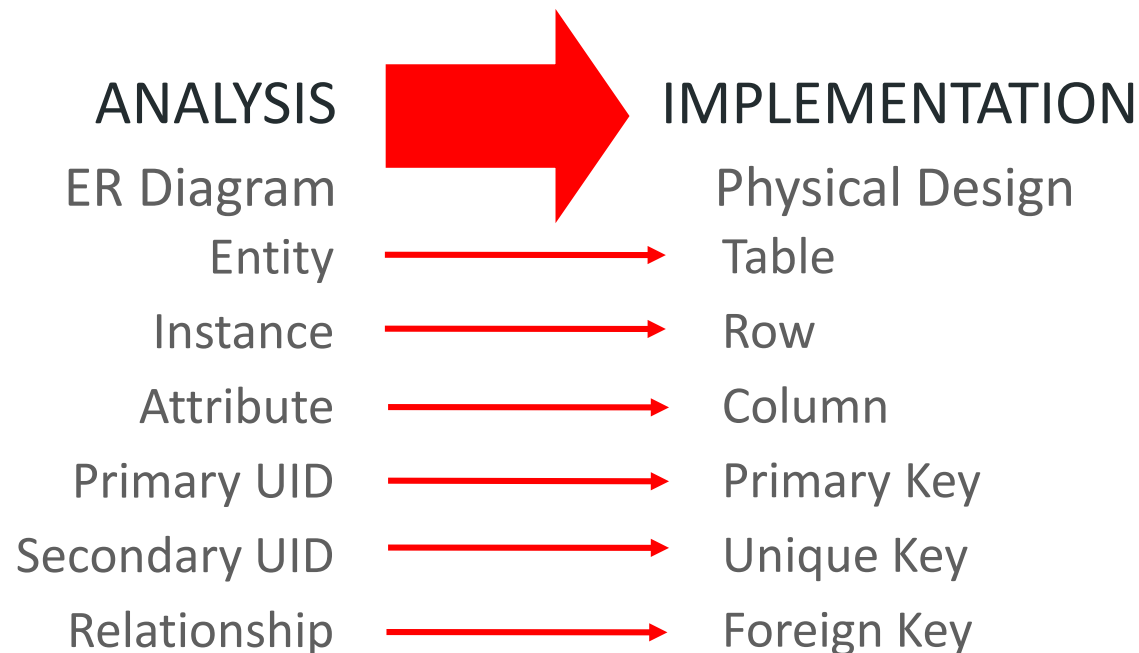 ANALYSIS IMPLEMENTATION
ER Diagram Physical Design
Entity Table
Instance Row
Attribute Column
Primary UID Primary Key
Secondary UID Unique Key
Relationship Foreign Key